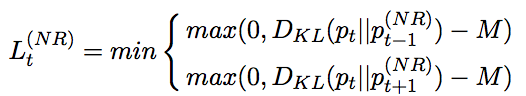 L_t^{(NR)} = min { max(0, D_{KL}(p_t||p_{t-1}^{(NR)}) − M)
max(0, D_{KL}(p_t||p_{t+1}^{(NR)}) − M)